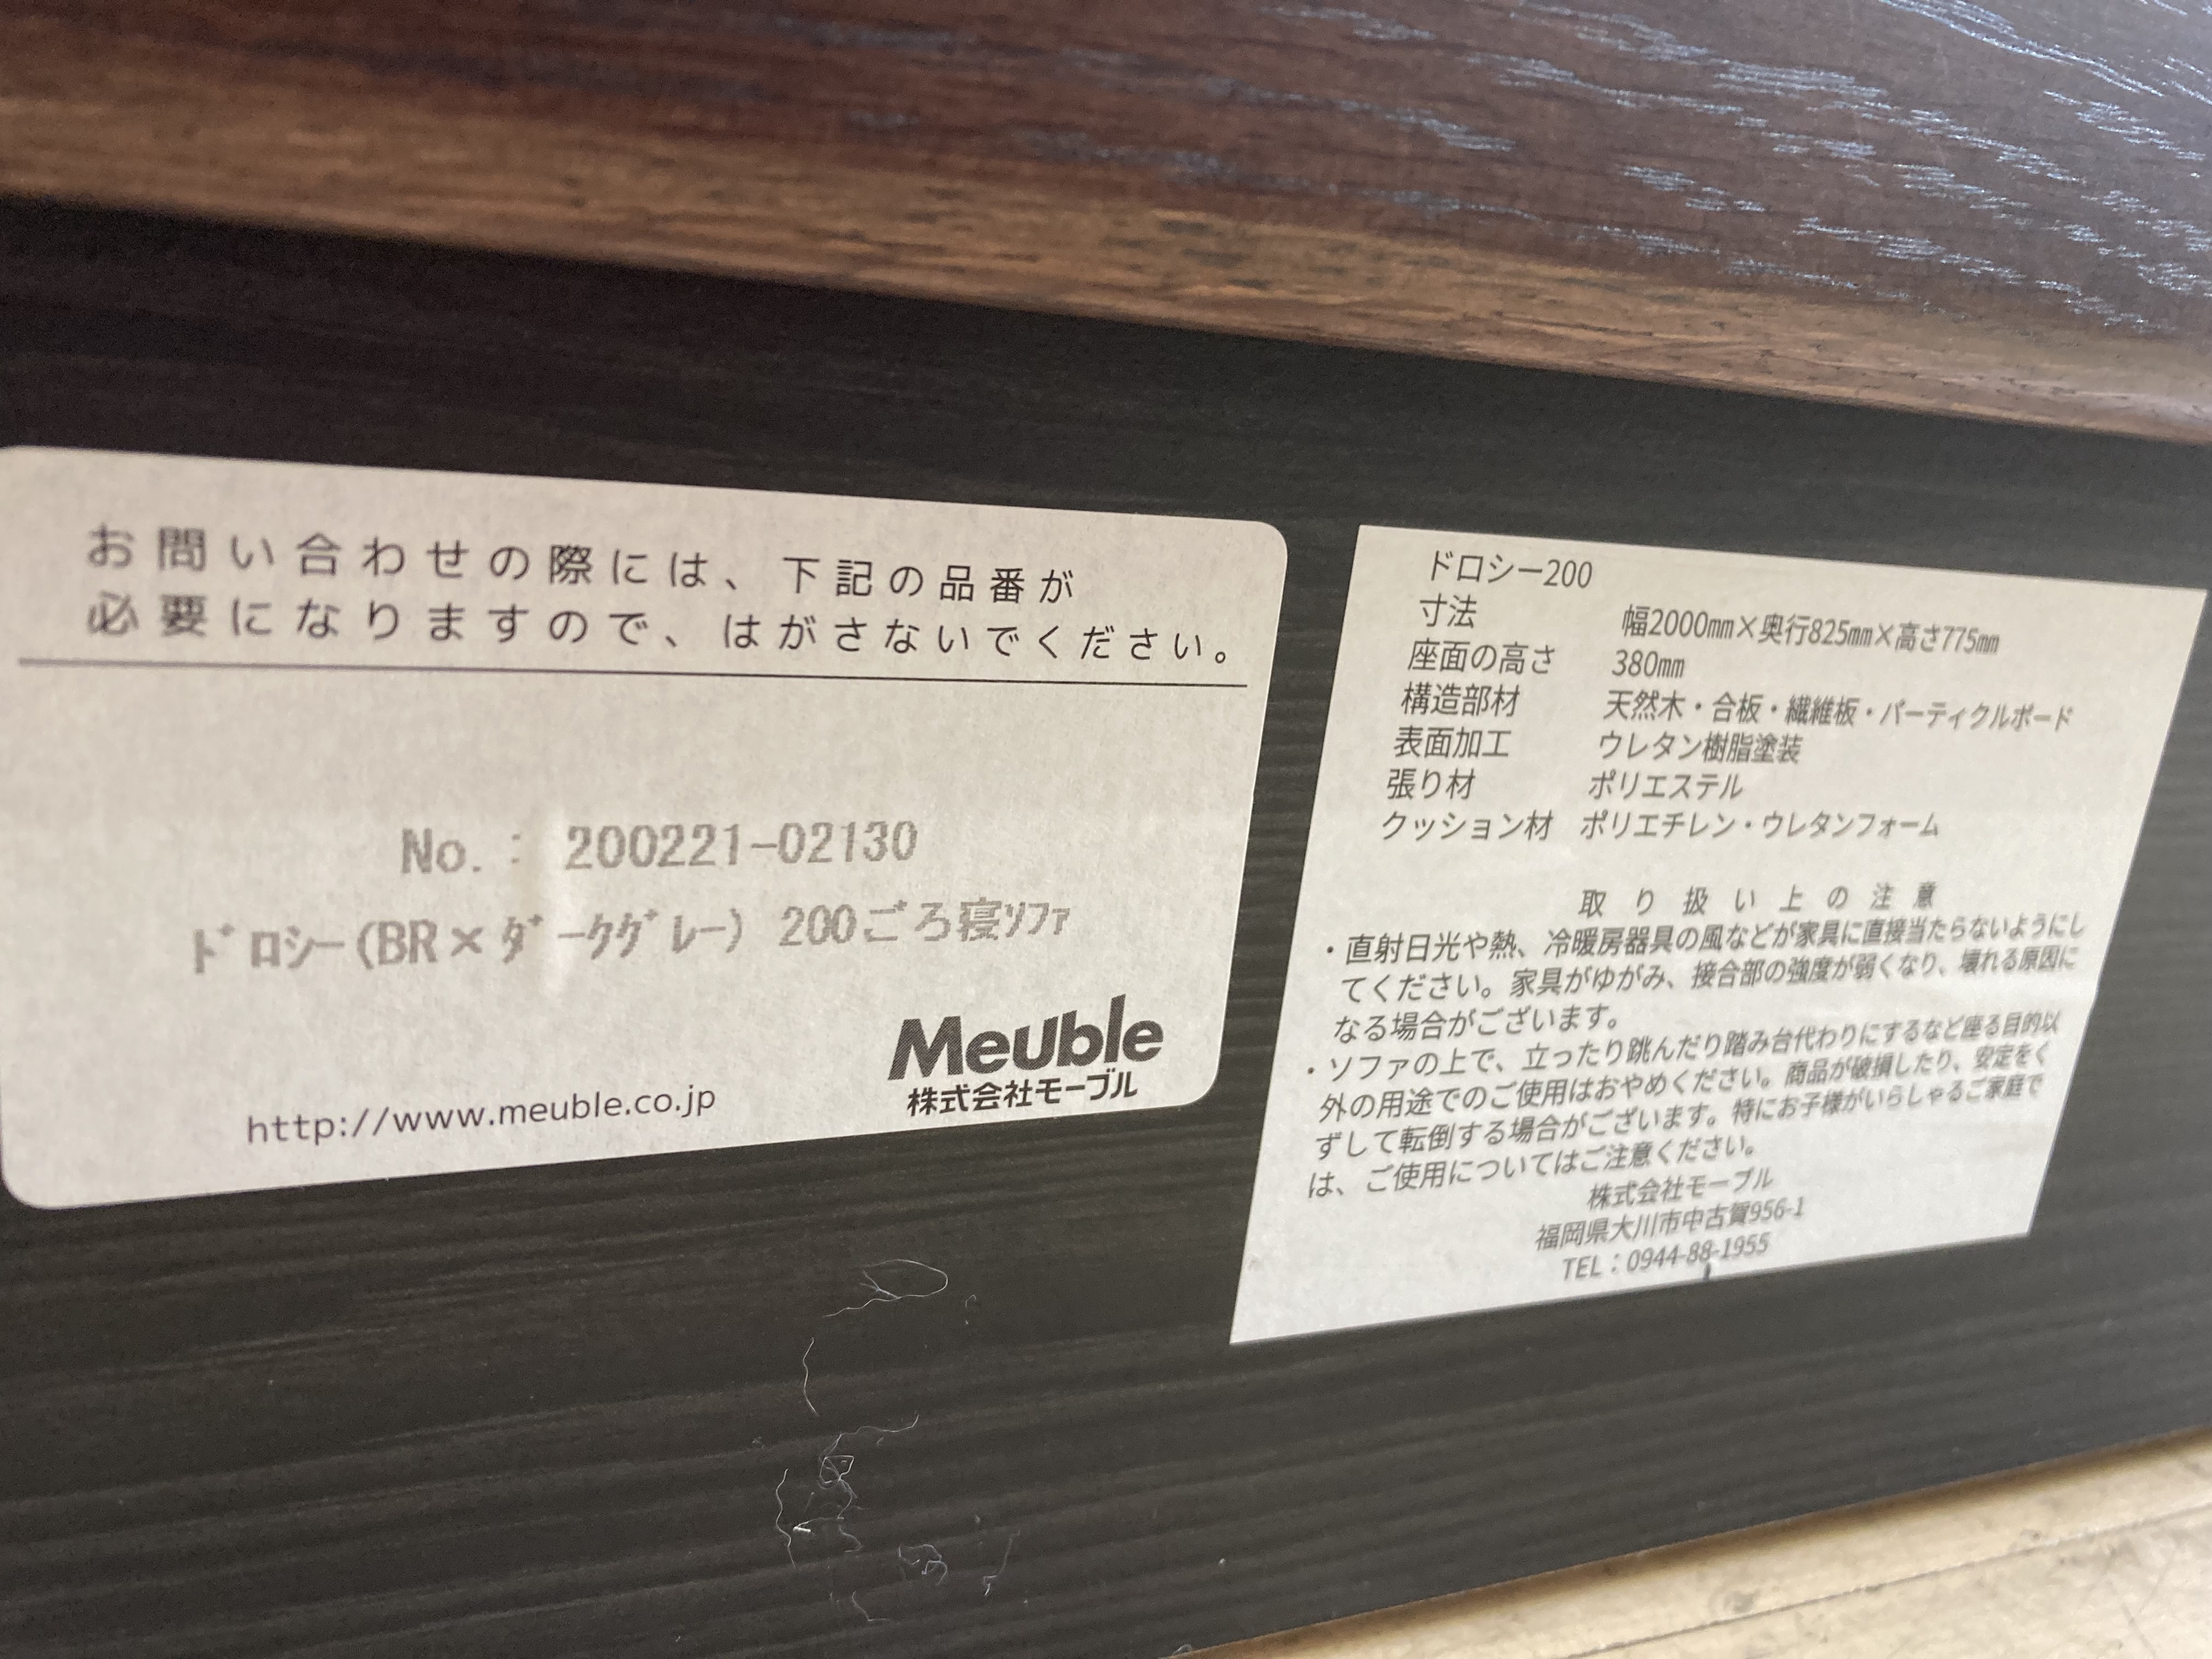 お問い合わせの際には、下記の品番が
必要になりますので、はがさないでください。
No.: 200221-02130
ﾄﾞﾛｼｰ(BR×ﾀﾞｰｸｸﾞﾚｰ) 200ごろ寝ｿﾌｧ
Meuble
株式会社モーブル
http://www.meuble.co.jp
ドロシー200
寸法 幅2000㎜×奥行825㎜×高さ775㎜
座面の高さ 380㎜
構造部材 天然木・合板・繊維板・パーティクルボード
表面加工 ウレタン樹脂塗装
張り材 ポリエステル
クッション材 ポリエチレン・ウレタンフォーム
取り扱い上の注意
・直射日光や熱、冷暖房器具の風などが家具に直接当たらないようにし
てください。家具がゆがみ、接合部の強度が弱くなり、壊れる原因に
なる場合がございます。
・ソファの上で、立ったり跳んだり踏み台代わりにするなど座る目的以
外の用途でのご使用はおやめください。商品が破損したり、安定をく
ずして転倒する場合がございます。特にお子様がいらしゃるご家庭で
は、ご使用についてはご注意ください。
株式会社モーブル
福岡県大川市中古賀956-1
TEL：0944-88-1955